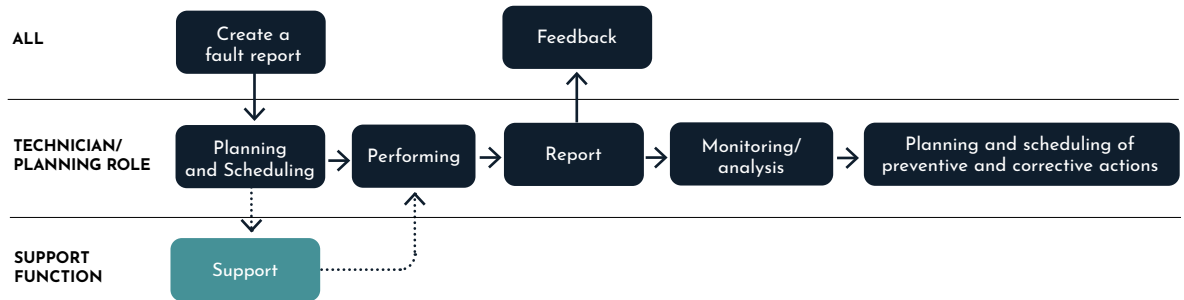 ALL
Create a
fault report
Feedback
TECHNICIAN/
PLANNING ROLE
Planning
and Scheduling
Performing
Report
Monitoring/
analysis
Planning and scheduling of
preventive and corrective actions
SUPPORT
FUNCTION
Support